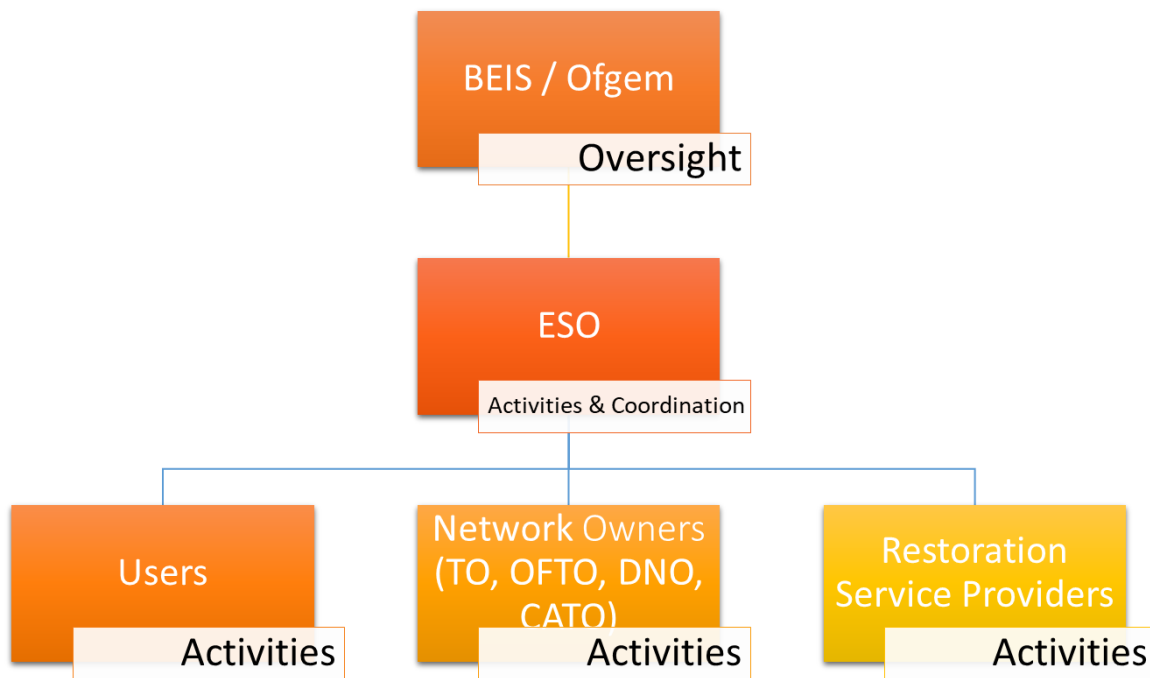 BEIS / Ofgem
Oversight
ESO
Activities & Coordination
Users
Activities
Network Owners
(TO, OFTO, DNO,
CATO)
Activities
Restoration
Service Providers
Activities